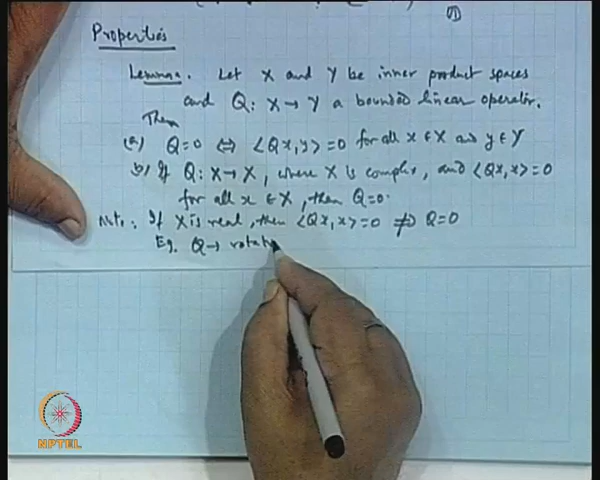 (1)
Properties
Lemma. Let X and Y be inner product spaces
and Q: X → Y a bounded linear operator.
Then
(a) Q=0 ⇔ ⟨Qx,y⟩=0 for all x ∈ X and y ∈ Y
b) If Q: X→X, where X is complex, and ⟨Qx,x⟩=0
for all x ∈ X, then Q=0.
Note: If X is real, then ⟨Qx,x⟩=0 ⇏ Q=0
Eg. Q → rotat
NPTEL